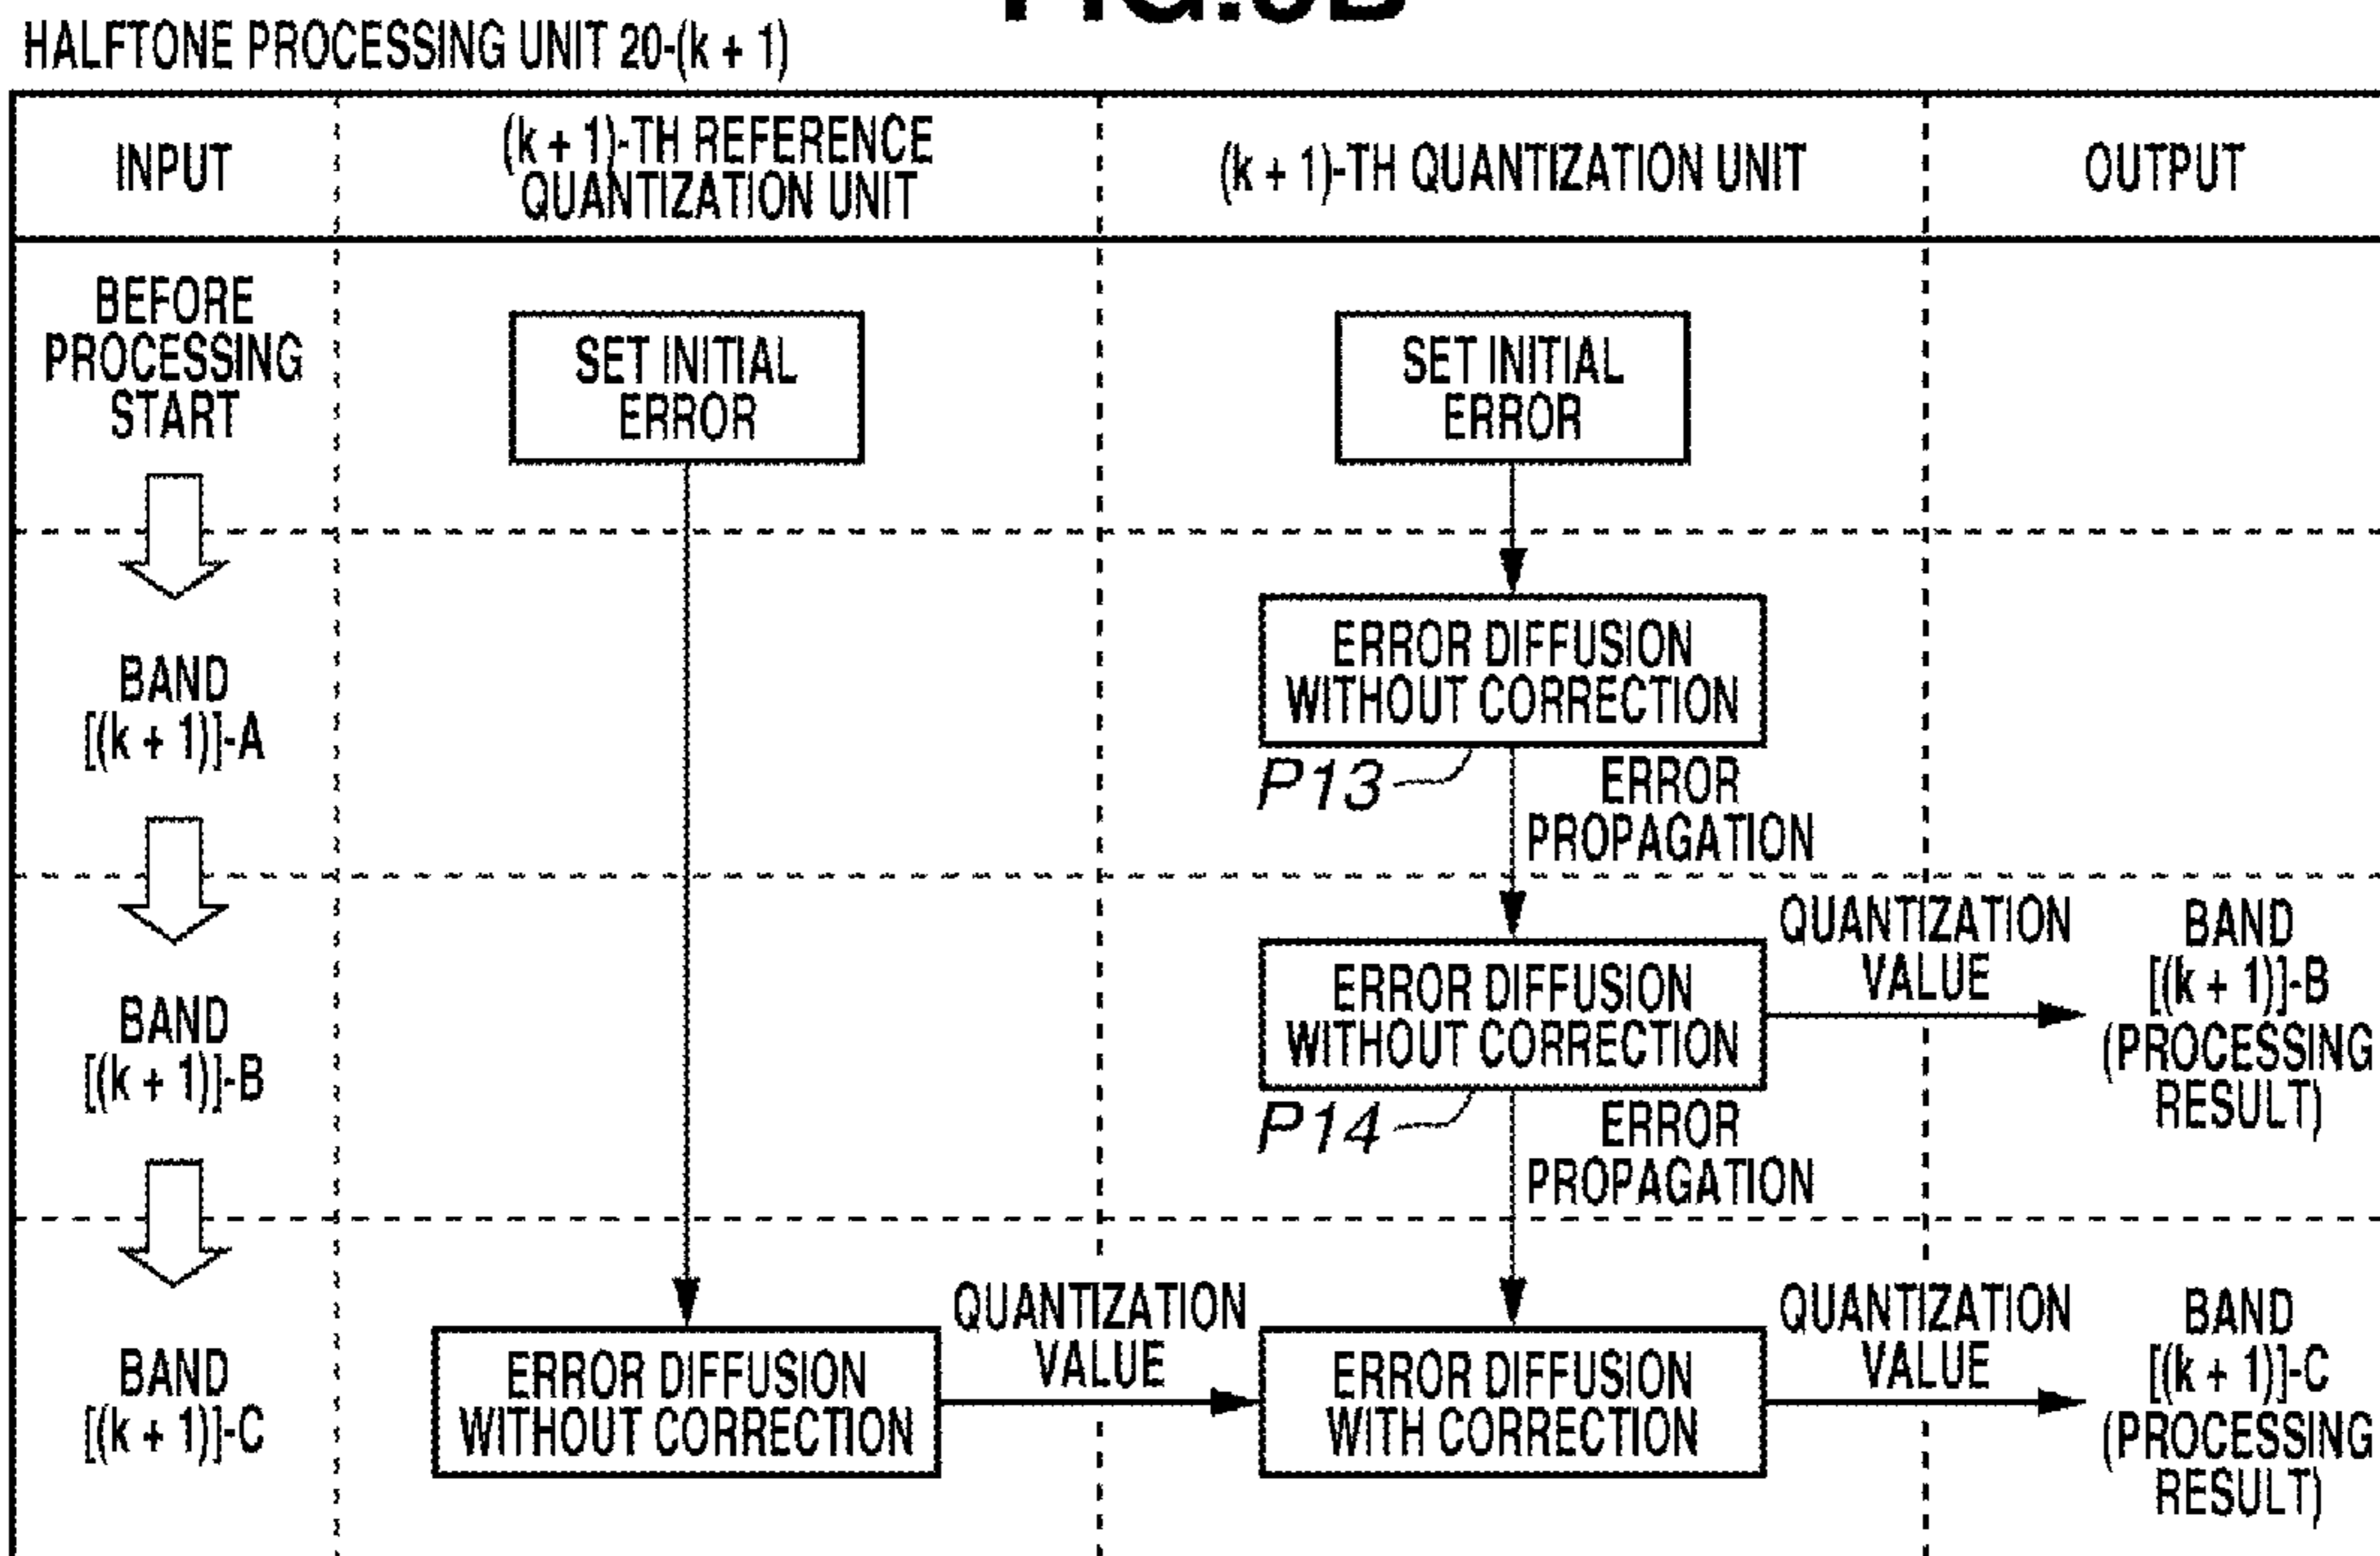 HALFTONE PROCESSING UNIT 20-(k + 1)
INPUT
(k + 1)-TH REFERENCE
QUANTIZATION UNIT
(k + 1)-TH QUANTIZATION UNIT
OUTPUT
BEFORE
PROCESSING
START
SET INITIAL
ERROR
SET INITIAL
ERROR
BAND
[(k + 1)]-A
ERROR DIFFUSION
WITHOUT CORRECTION
P13
ERROR
PROPAGATION
BAND
[(k + 1)]-B
ERROR DIFFUSION
WITHOUT CORRECTION
QUANTIZATION
VALUE
BAND
[(k + 1)]-B
(PROCESSING
RESULT)
P14
ERROR
PROPAGATION
BAND
[(k + 1)]-C
ERROR DIFFUSION
WITHOUT CORRECTION
QUANTIZATION
VALUE
ERROR DIFFUSION
WITH CORRECTION
QUANTIZATION
VALUE
BAND
[(k + 1)]-C
(PROCESSING
RESULT)